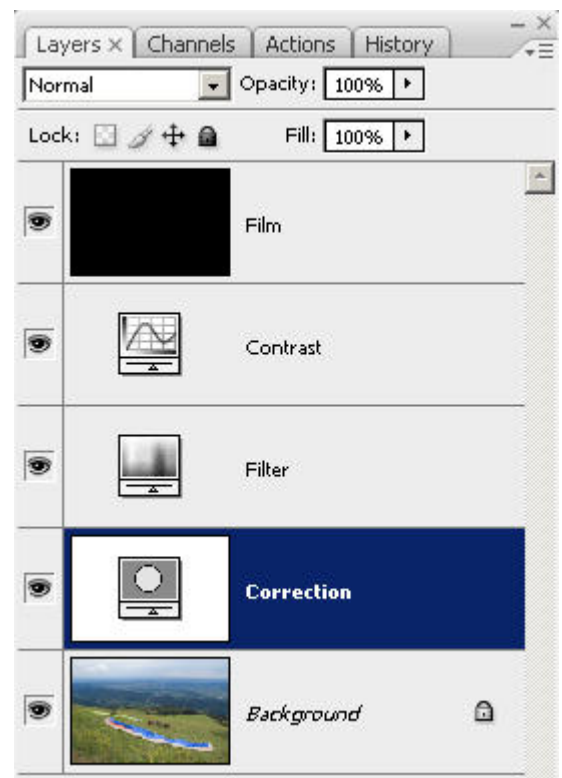 Layers × Channels Actions History
Normal Opacity: 100%
Lock: Fill: 100%
Film
Contrast
Filter
Correction
Background